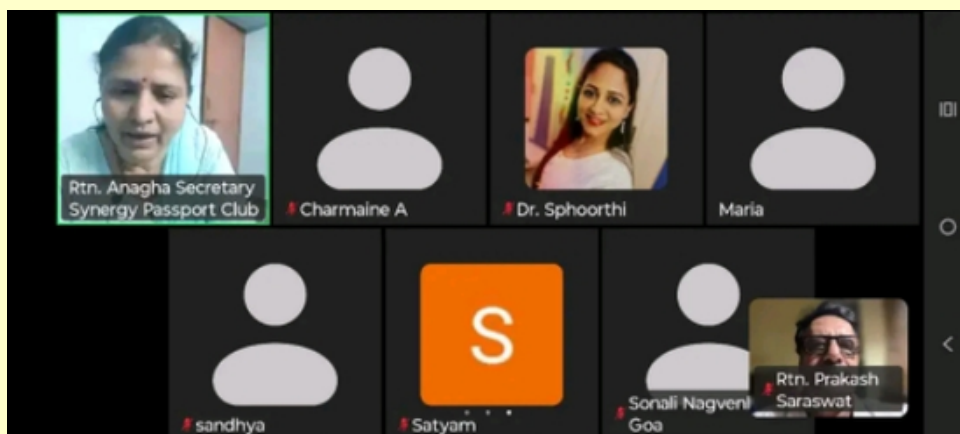 Rtn. Anagha Secretary
Synergy Passport Club
Charmaine A
Dr. Sphoorthi
Maria
sandhya
S
Satyam
Sonali Nagvenl
Goa
Rtn. Prakash
Saraswat